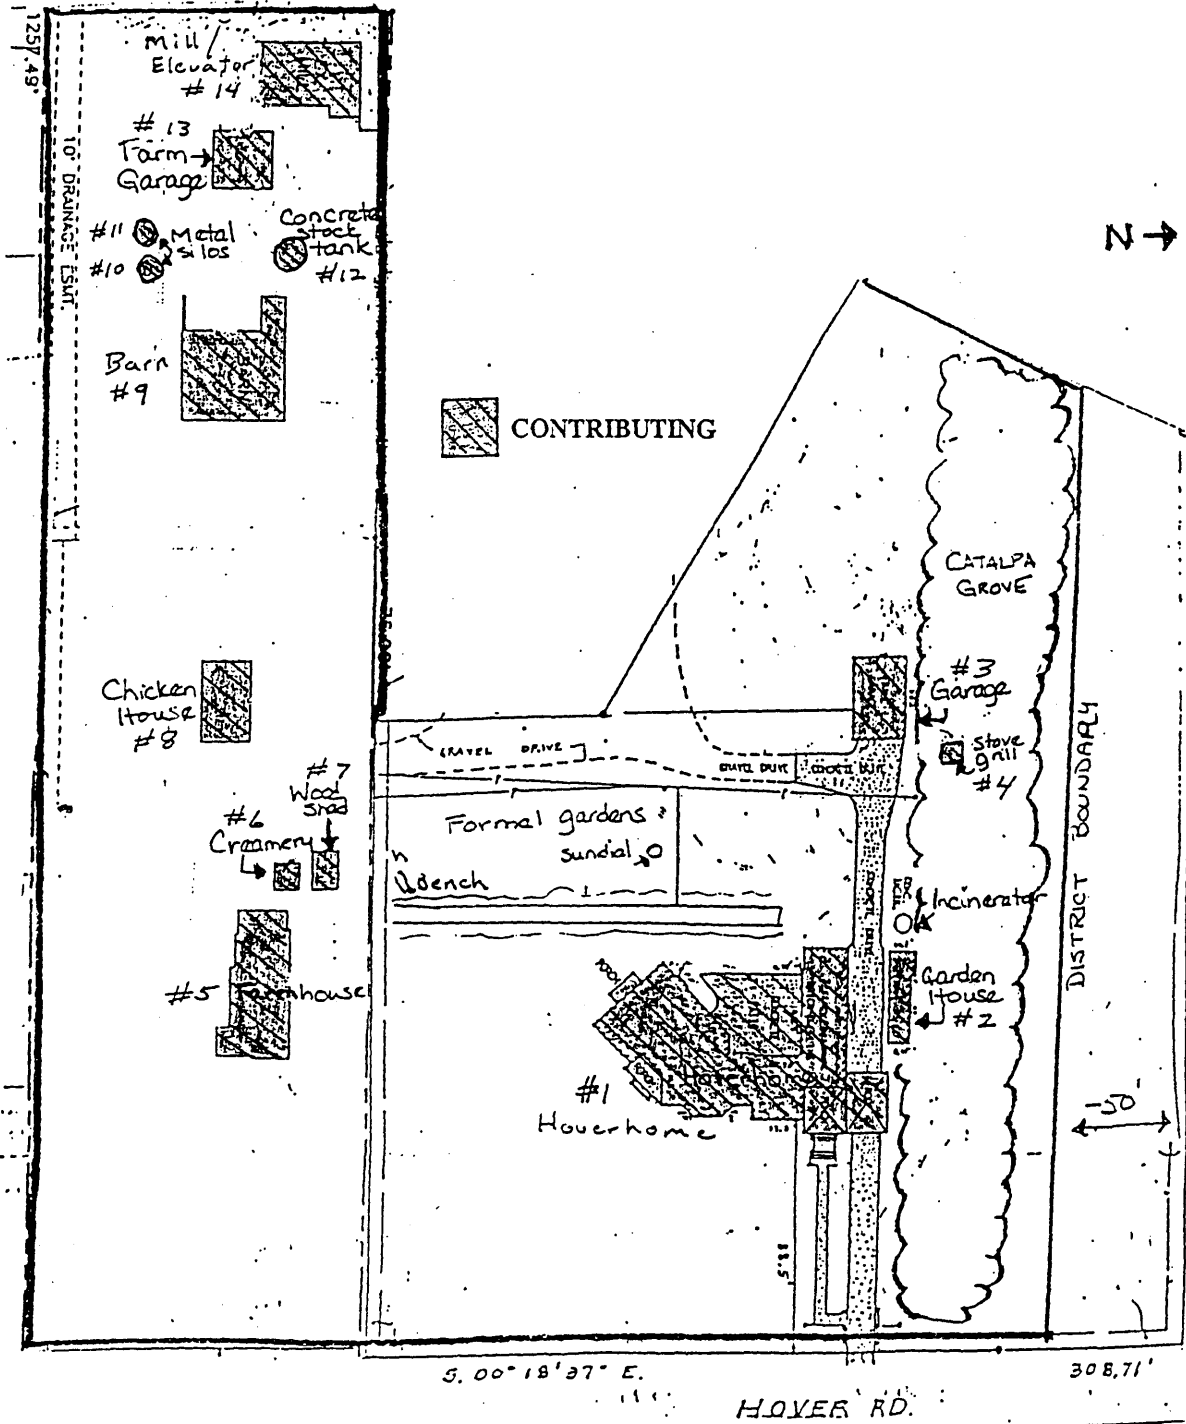 1257.49'
Mill/
Elevator
# 14
# 13
Farm
Garage
10' DRAINAGE ESMT.
#11
#10
Metal
silos
Concrete
stock
tank
#12
N
Barn
#9
CONTRIBUTING
CATALPA
GROVE
Chicken
House
#8
#3
Garage
GRAVEL DRIVE
stove
grill
#4
DISTRICT BOUNDARY
#7
Wood
Shed
#6
Creamery
Formal gardens
sundial
Bench
Incinerator
#5 Farmhouse
Garden
House
#2
#1
Hoverhome
50'
88.5'
S. 00° 18' 37" E.
308.71'
HOVER RD.